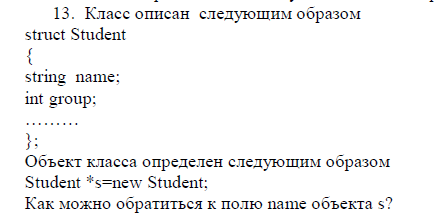 13. Класс описан следующим образом
struct Student
{
string name;
int group;
………
};
Объект класса определен следующим образом
Student *s=new Student;
Как можно обратиться к полю name объекта s?